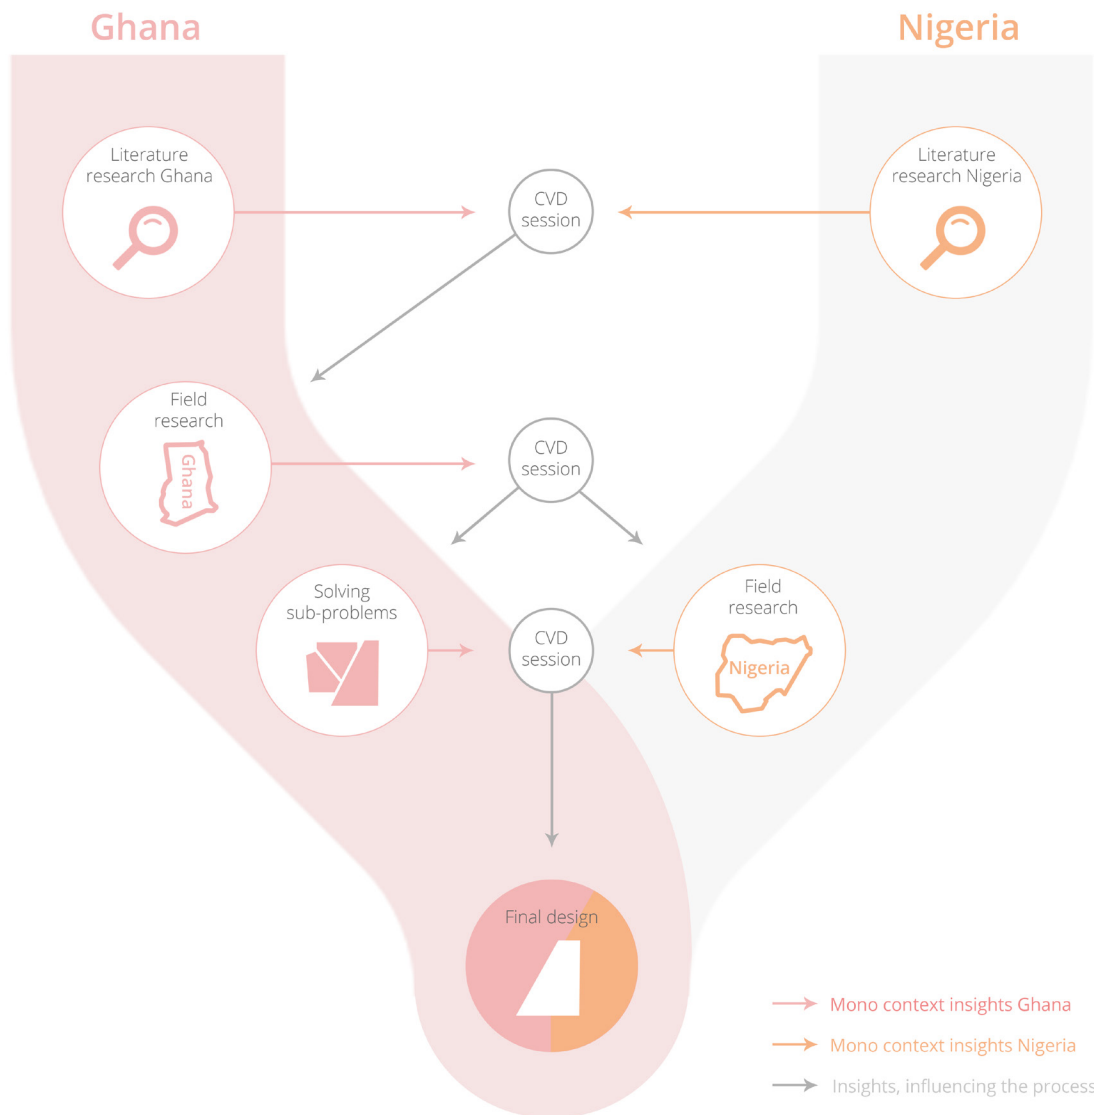 Ghana
Nigeria
Literature
research Ghana
CVD
session
Literature
research Nigeria
Field
research
Ghana
CVD
session
Solving
sub-problems
CVD
session
Field
research
Nigeria
Final design
Mono context insights Ghana
Mono context insights Nigeria
Insights, influencing the process